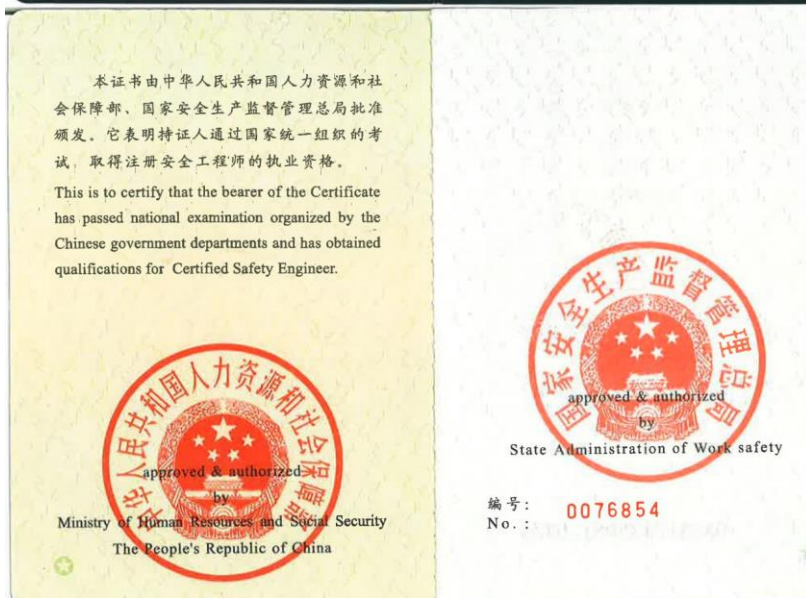 本证书由中华人民共和国人力资源和社
会保障部、国家安全生产监督管理总局批准
颁发。它表明持证人通过国家统一组织的考
试,取得注册安全工程师的执业资格。
This is to certify that the bearer of the Certificate
has passed national examination organized by the
Chinese government departments and has obtained
qualifications for Certified Safety Engineer.
中华人民共和国人力资源和社会保障部
approved & authorized
by
Ministry of Human Resources and Social Security
The People's Republic of China
国家安全生产监督管理总局
approved & authorized
by
State Administration of Work safety
编号: 0076854
No.: